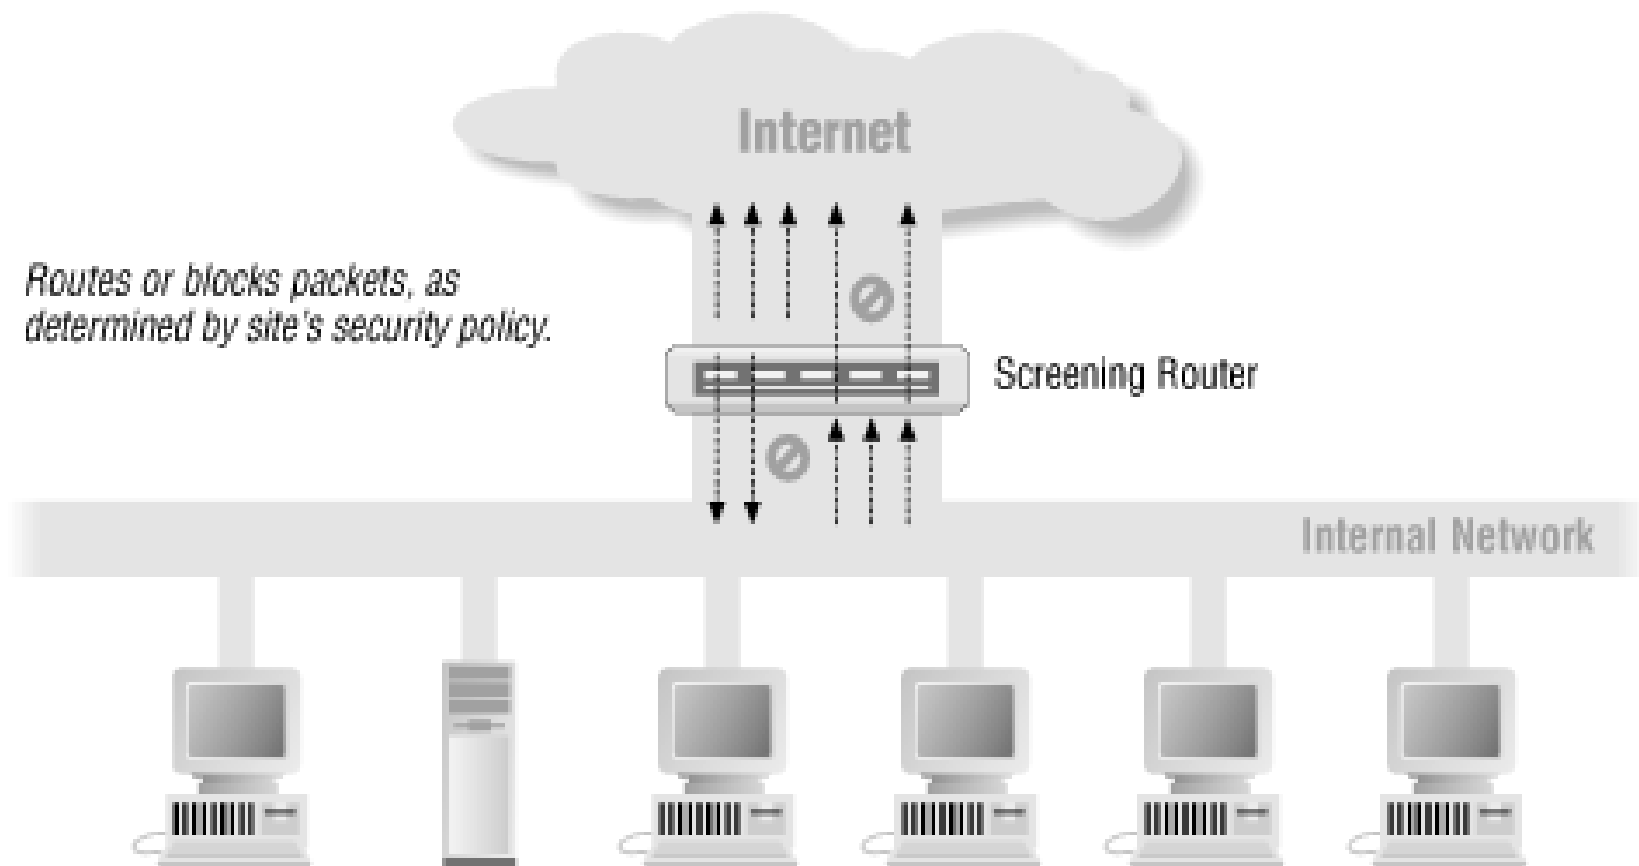 Internet
Routes or blocks packets, as
determined by site's security policy.
Screening Router
Internal Network